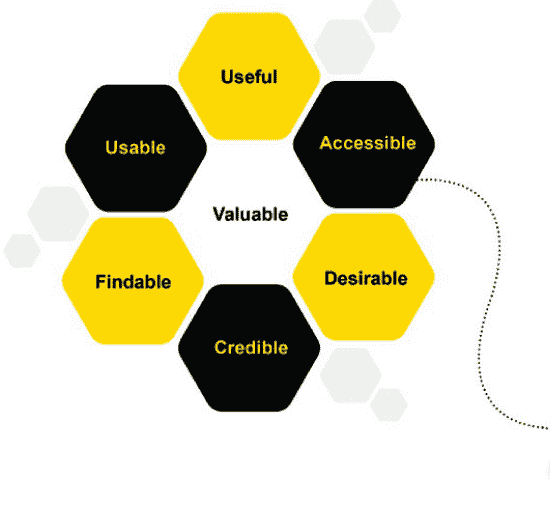 Useful
Usable
Accessible
Valuable
Findable
Desirable
Credible